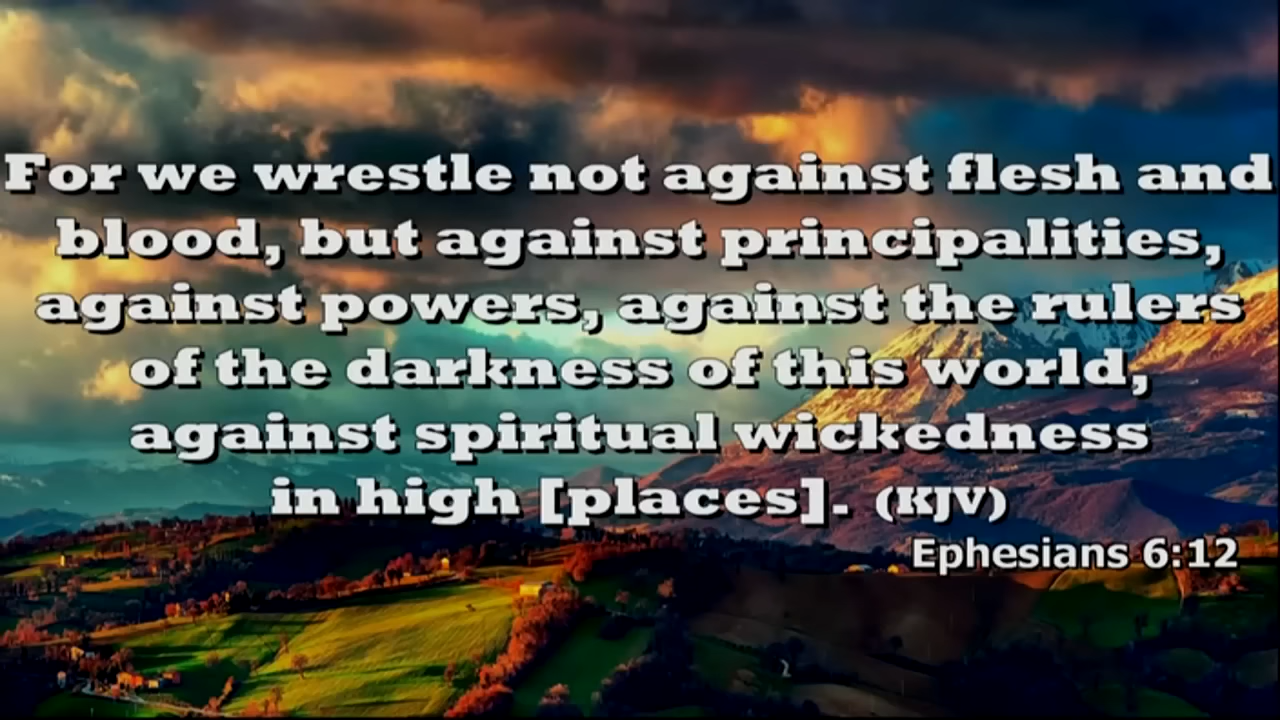 For we wrestle not against flesh and
blood, but against principalities,
against powers, against the rulers
of the darkness of this world,
against spiritual wickedness
in high [places]. (KJV)
Ephesians 6:12